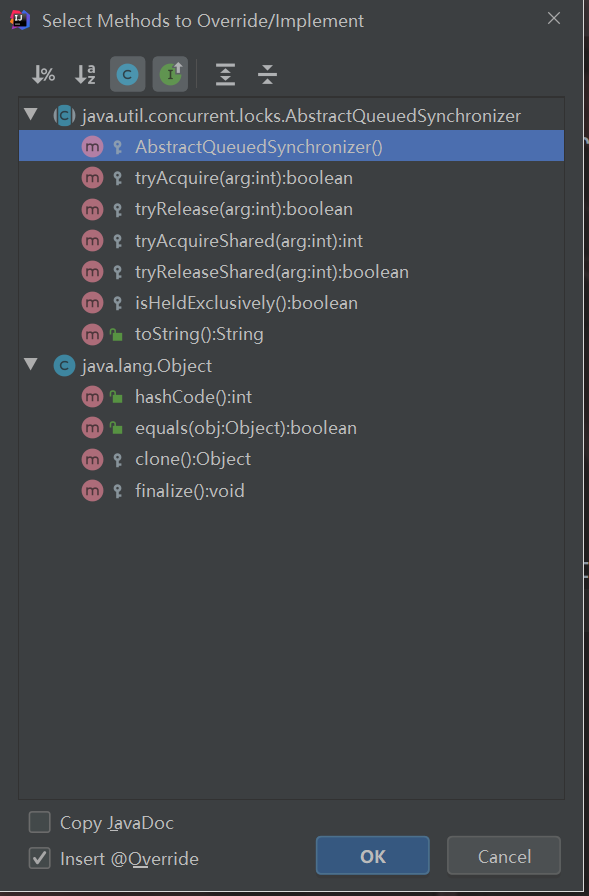 Select Methods to Override/Implement
java.util.concurrent.locks.AbstractQueuedSynchronizer
AbstractQueuedSynchronizer()
tryAcquire(arg:int):boolean
tryRelease(arg:int):boolean
tryAcquireShared(arg:int):int
tryReleaseShared(arg:int):boolean
isHeldExclusively():boolean
toString():String
java.lang.Object
hashCode():int
equals(obj:Object):boolean
clone():Object
finalize():void
Copy JavaDoc
Insert @Override
OK
Cancel